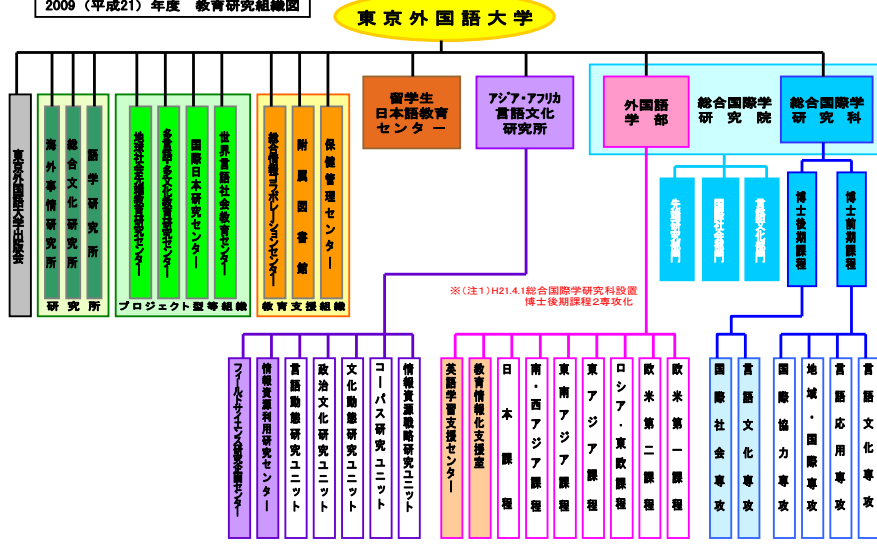 2009（平成21）年度　教育研究組織図
東京外国語大学
留学生
日本語教育
センター
アジア・アフリカ
言語文化
研究所
外国語
学部
総合国際学
研究院
総合国際学
研究科
東京外国語大学出版会
海外事情研究所
総合文化研究所
語学研究所
研究所
地球社会先端教育研究センター
多言語・多文化教育研究センター
国際日本研究センター
世界言語社会教育センター
プロジェクト型等組織
総合情報コラボレーションセンター
附属図書館
保健管理センター
教育支援組織
先端研究部門
国際社会部門
言語文化部門
博士後期課程
博士前期課程
※（注1）H21.4.1総合国際学研究科設置
博士後期課程2専攻化
フィールドサイエンス研究企画センター
情報資源利用研究センター
言語動態研究ユニット
政治文化研究ユニット
文化動態研究ユニット
コーパス研究ユニット
情報資源戦略研究ユニット
英語学習支援センター
教育情報化支援室
日本課程
南・西アジア課程
東南アジア課程
東アジア課程
ロシア・東欧課程
欧米第二課程
欧米第一課程
国際社会専攻
言語文化専攻
国際協力専攻
地域・国際専攻
言語応用専攻
言語文化専攻